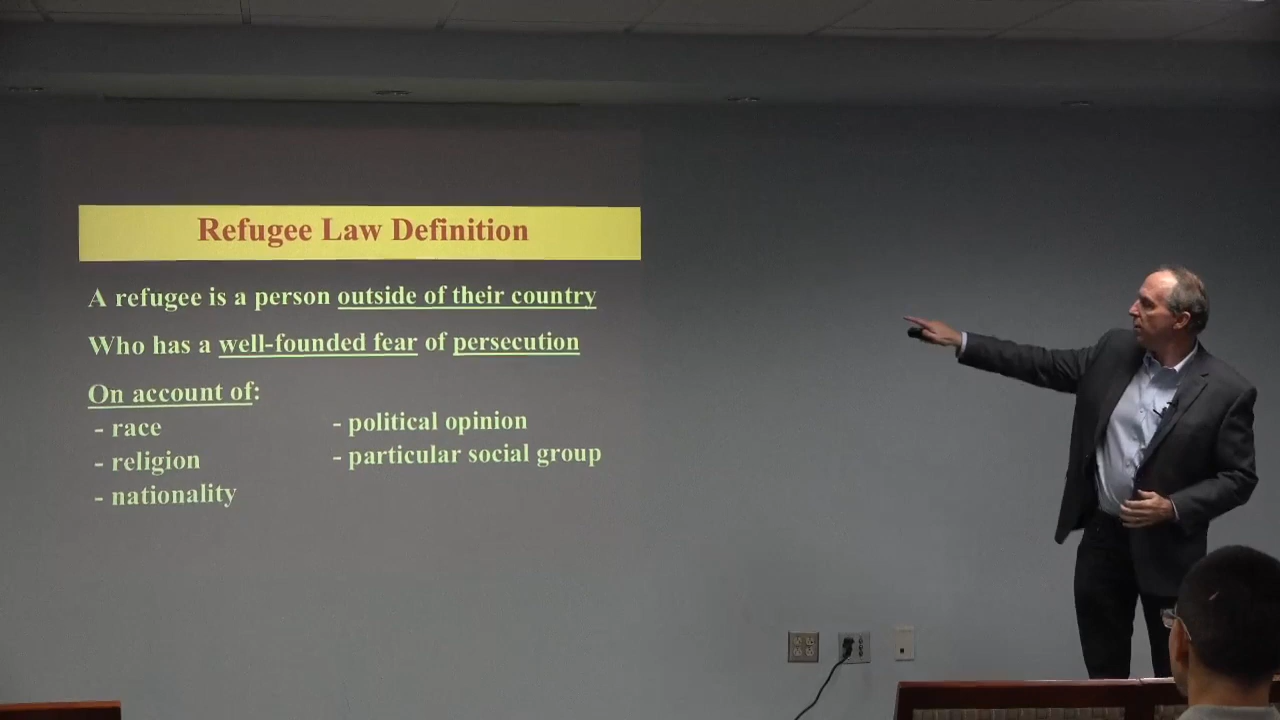 Refugee Law Definition
A refugee is a person outside of their country
Who has a well-founded fear of persecution
On account of:
- race
- religion
- nationality
- political opinion
- particular social group